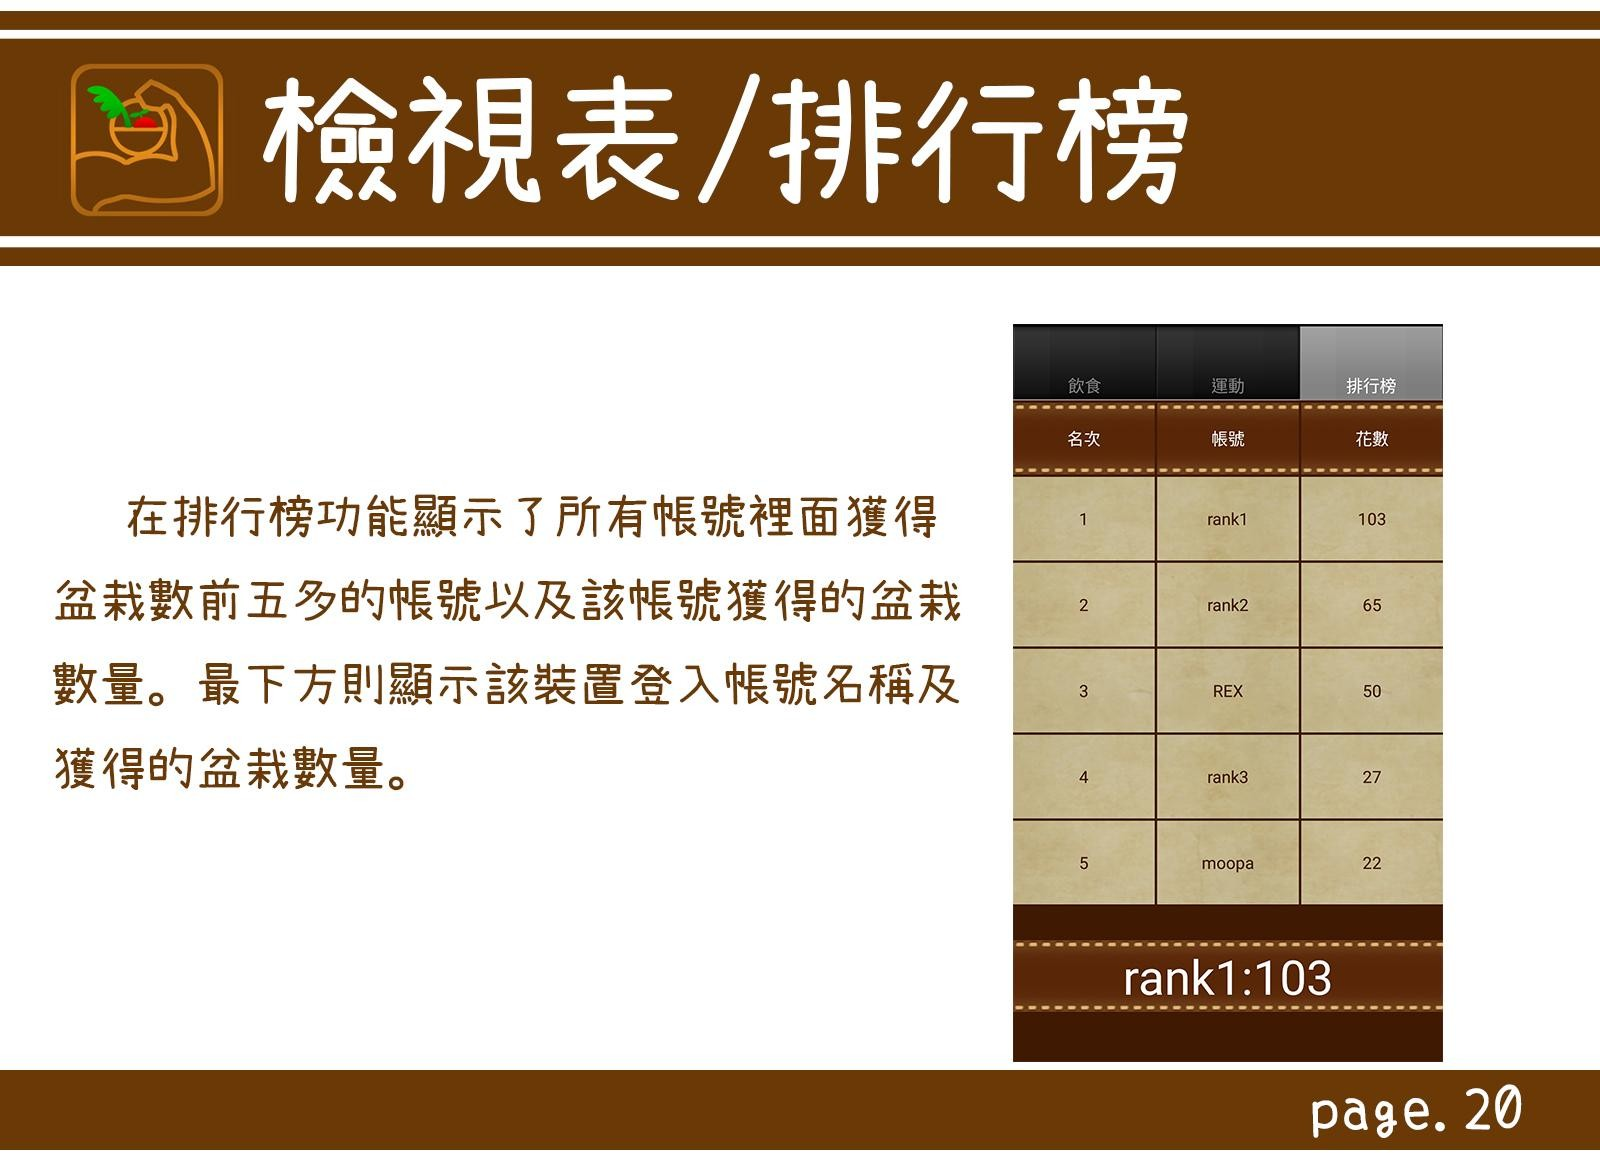 檢視表/排行榜
在排行榜功能顯示了所有帳號裡面獲得
盆栽數前五多的帳號以及該帳號獲得的盆栽
數量。最下方則顯示該裝置登入帳號名稱及
獲得的盆栽數量。
飲食 運動 排行榜
名次 帳號 花數
1 rank1 103
2 rank2 65
3 REX 50
4 rank3 27
5 moopa 22
rank1:103
page.20